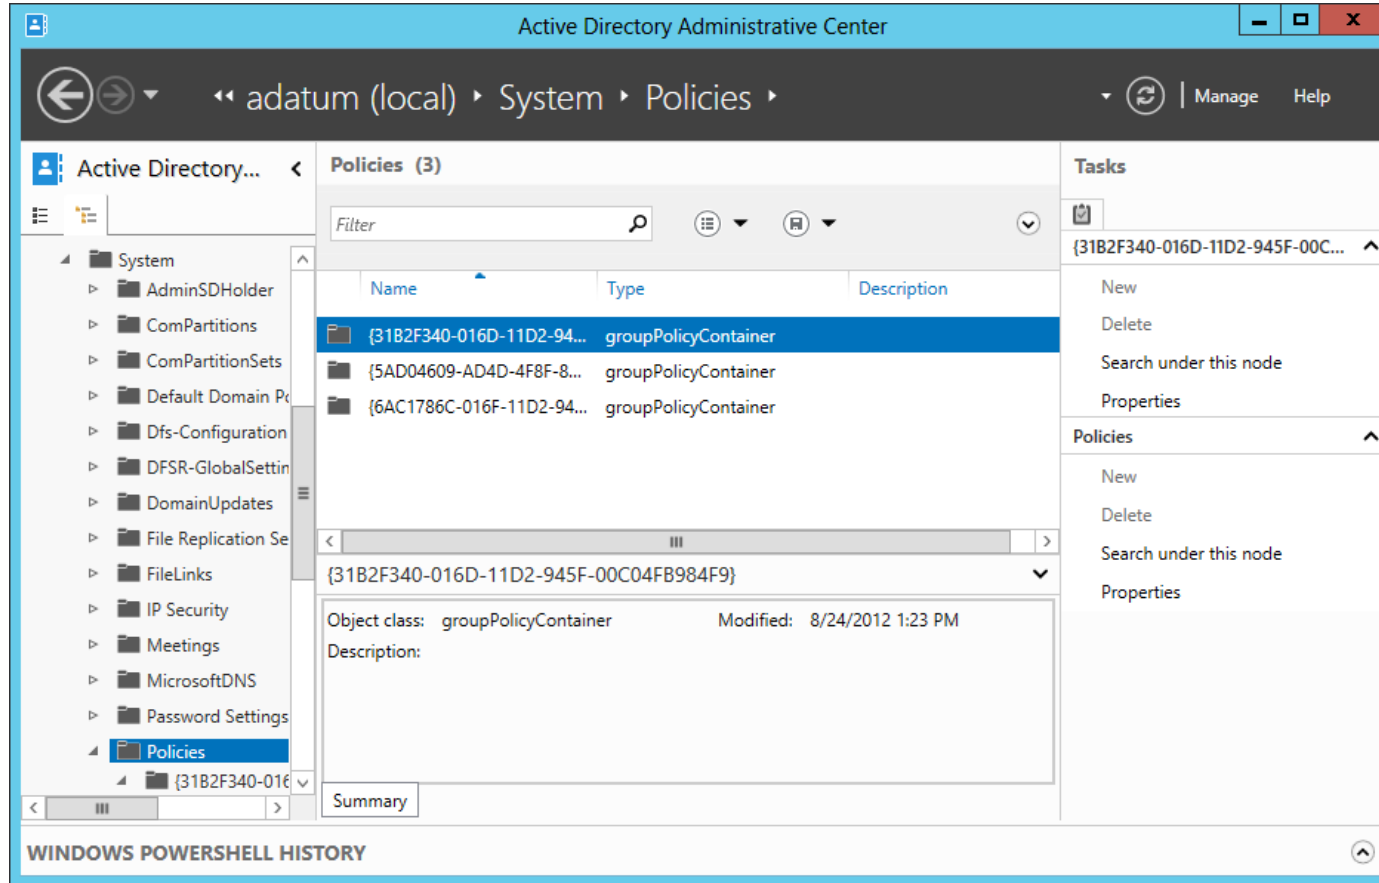 Active Directory Administrative Center
adatum (local) System Policies
Manage Help
Active Directory...
System
AdminSDHolder
ComPartitions
ComPartitionSets
Default Domain Po
Dfs-Configuration
DFSR-GlobalSettin
DomainUpdates
File Replication Se
FileLinks
IP Security
Meetings
MicrosoftDNS
Password Settings
Policies
{31B2F340-016
Policies (3)
Filter
Name Type Description
{31B2F340-016D-11D2-94... groupPolicyContainer
{5AD04609-AD4D-4F8F-8... groupPolicyContainer
{6AC1786C-016F-11D2-94... groupPolicyContainer
{31B2F340-016D-11D2-945F-00C04FB984F9}
Object class: groupPolicyContainer Modified: 8/24/2012 1:23 PM
Description:
Summary
Tasks
{31B2F340-016D-11D2-945F-00C...
New
Delete
Search under this node
Properties
Policies
New
Delete
Search under this node
Properties
WINDOWS POWERSHELL HISTORY